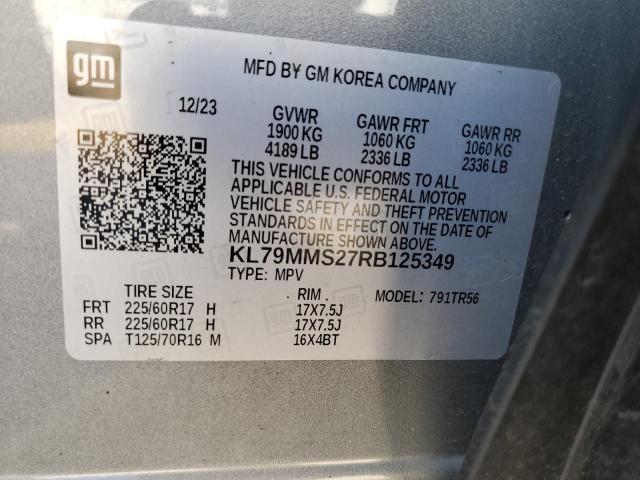 gm
MFD BY GM KOREA COMPANY
12/23 GVWR GAWR FRT GAWR RR
1900 KG 1060 KG 1060 KG
4189 LB 2336 LB 2336 LB
THIS VEHICLE CONFORMS TO ALL
APPLICABLE U.S. FEDERAL MOTOR
VEHICLE SAFETY AND THEFT PREVENTION
STANDARDS IN EFFECT ON THE DATE OF
MANUFACTURE SHOWN ABOVE.
KL79MMS27RB125349
TYPE: MPV
TIRE SIZE RIM MODEL: 791TR56
FRT 225/60R17 H 17X7.5J
RR 225/60R17 H 17X7.5J
SPA T125/70R16 M 16X4BT